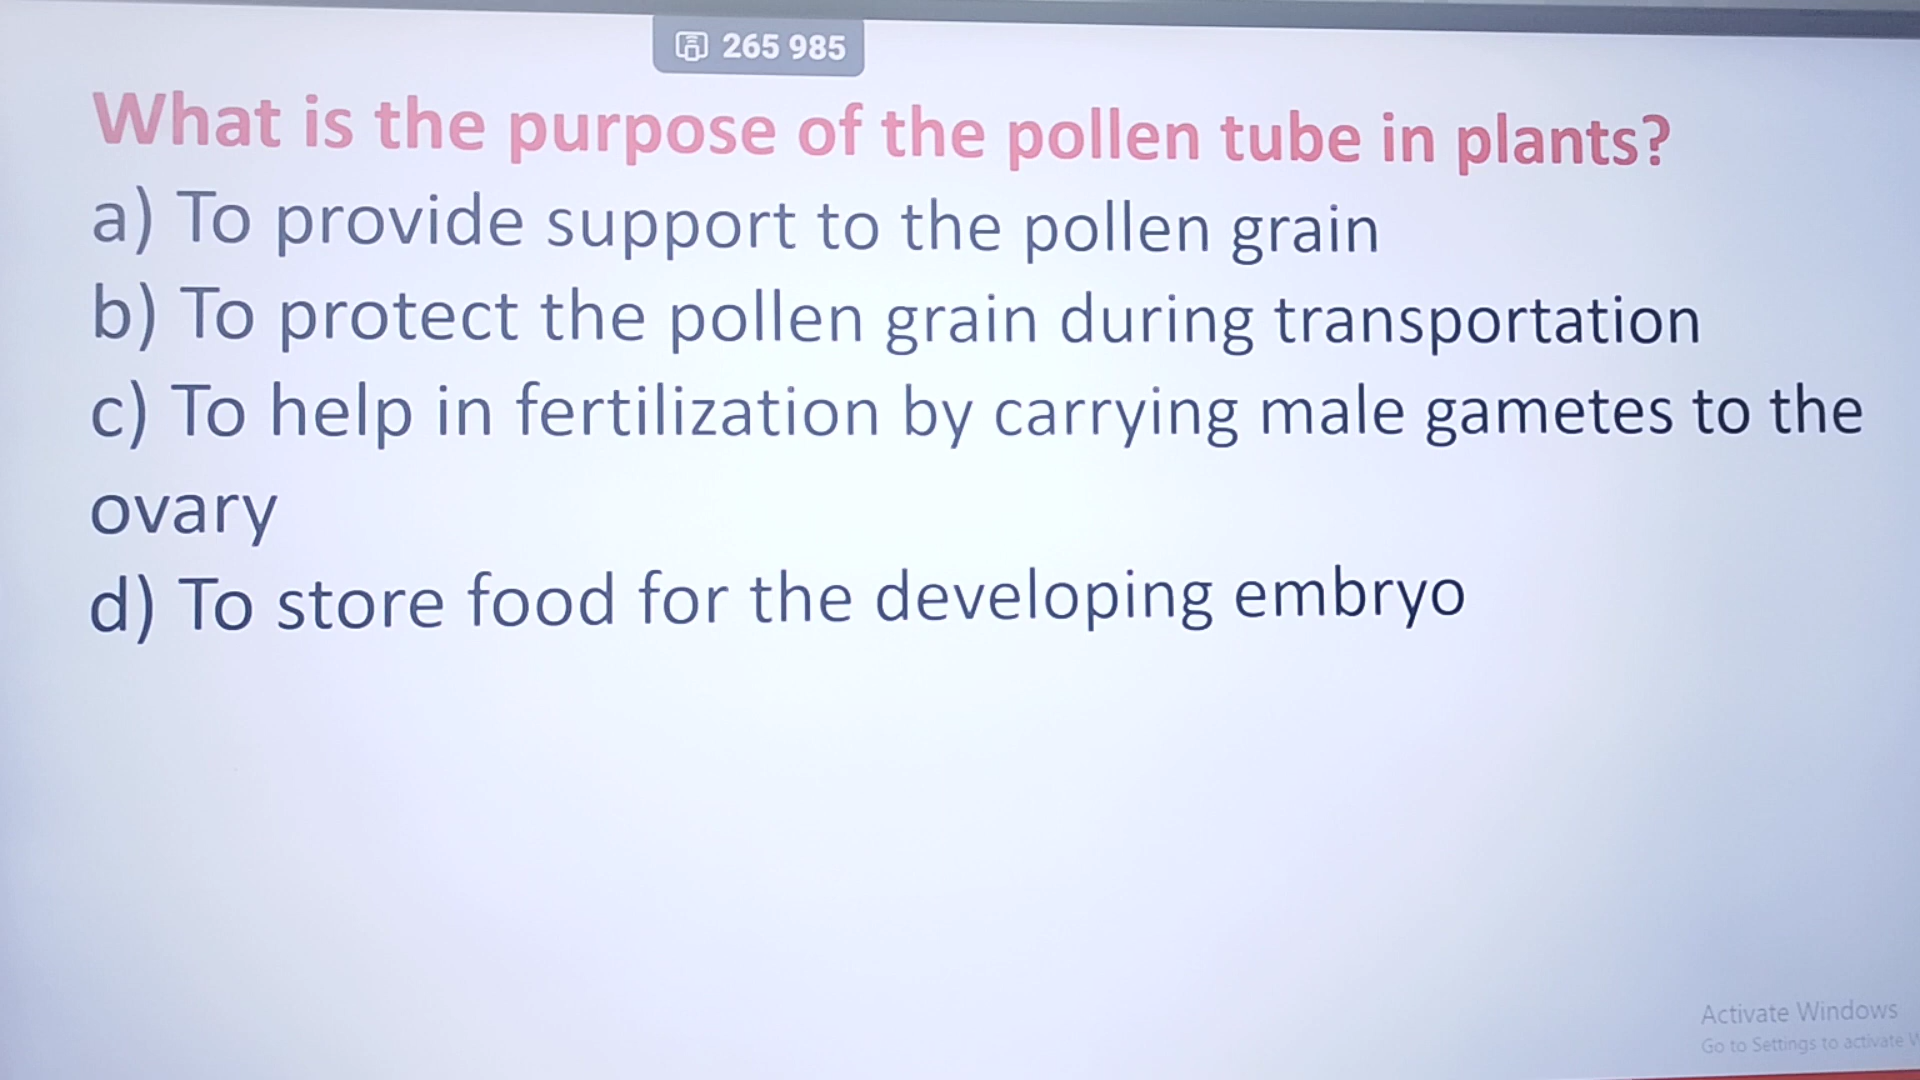 265 985
What is the purpose of the pollen tube in plants?
a) To provide support to the pollen grain
b) To protect the pollen grain during transportation
c) To help in fertilization by carrying male gametes to the
ovary
d) To store food for the developing embryo
Activate Windows
Go to Settings to activate W